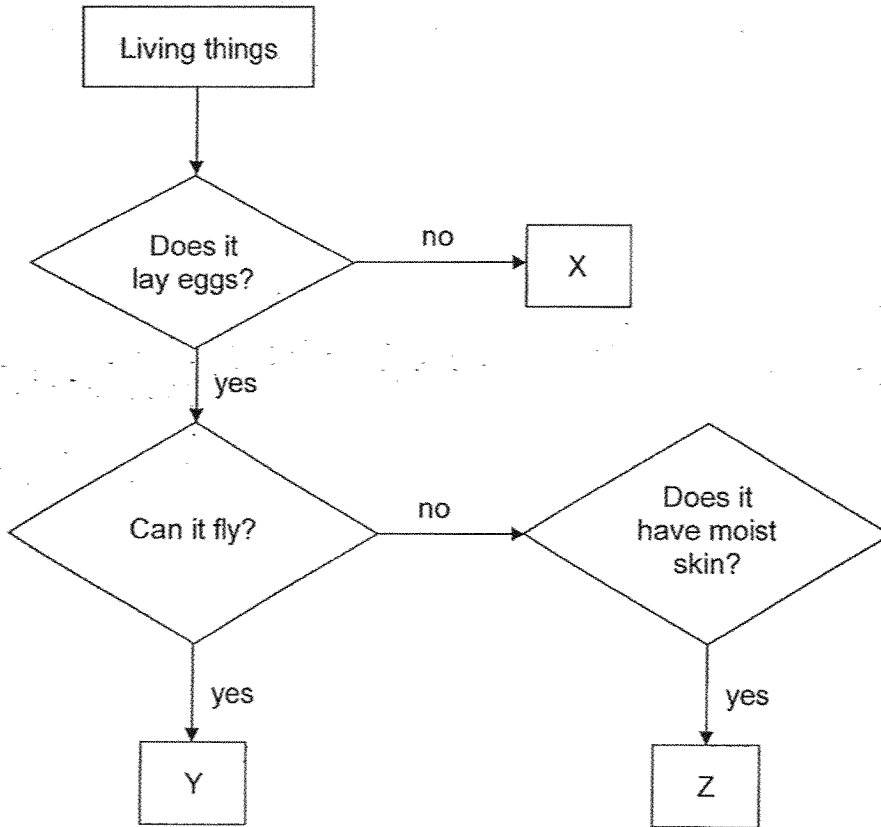 Living things
Does it
lay eggs?
no
X
yes
Can it fly?
no
Does it
have moist
skin?
yes
Y
yes
Z